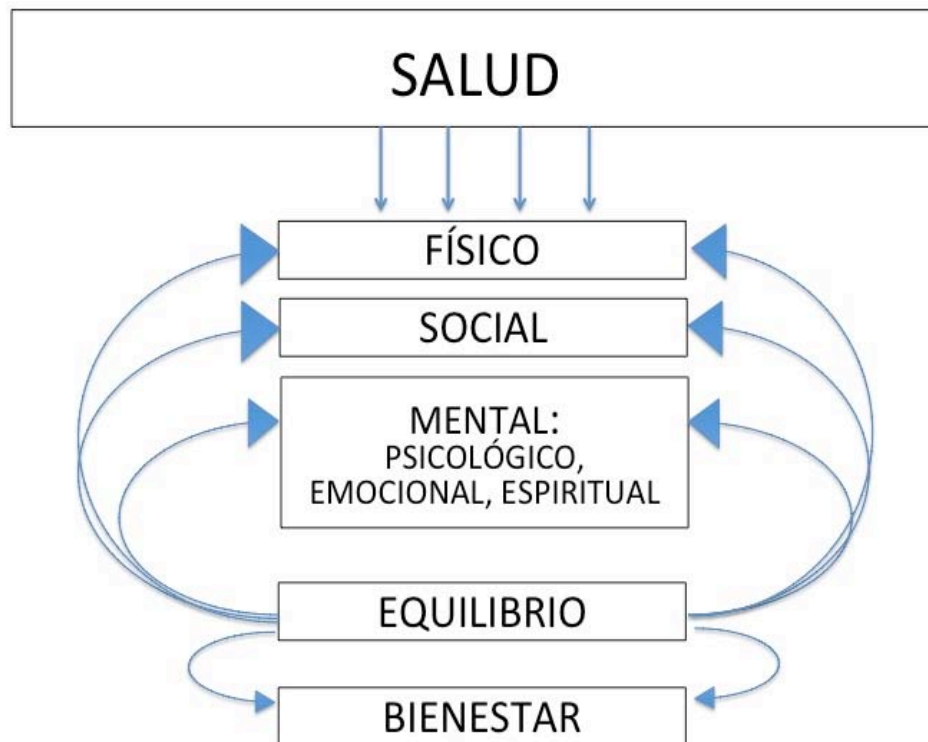 SALUD
FÍSICO
SOCIAL
MENTAL:
PSICOLÓGICO,
EMOCIONAL, ESPIRITUAL
EQUILIBRIO
BIENESTAR